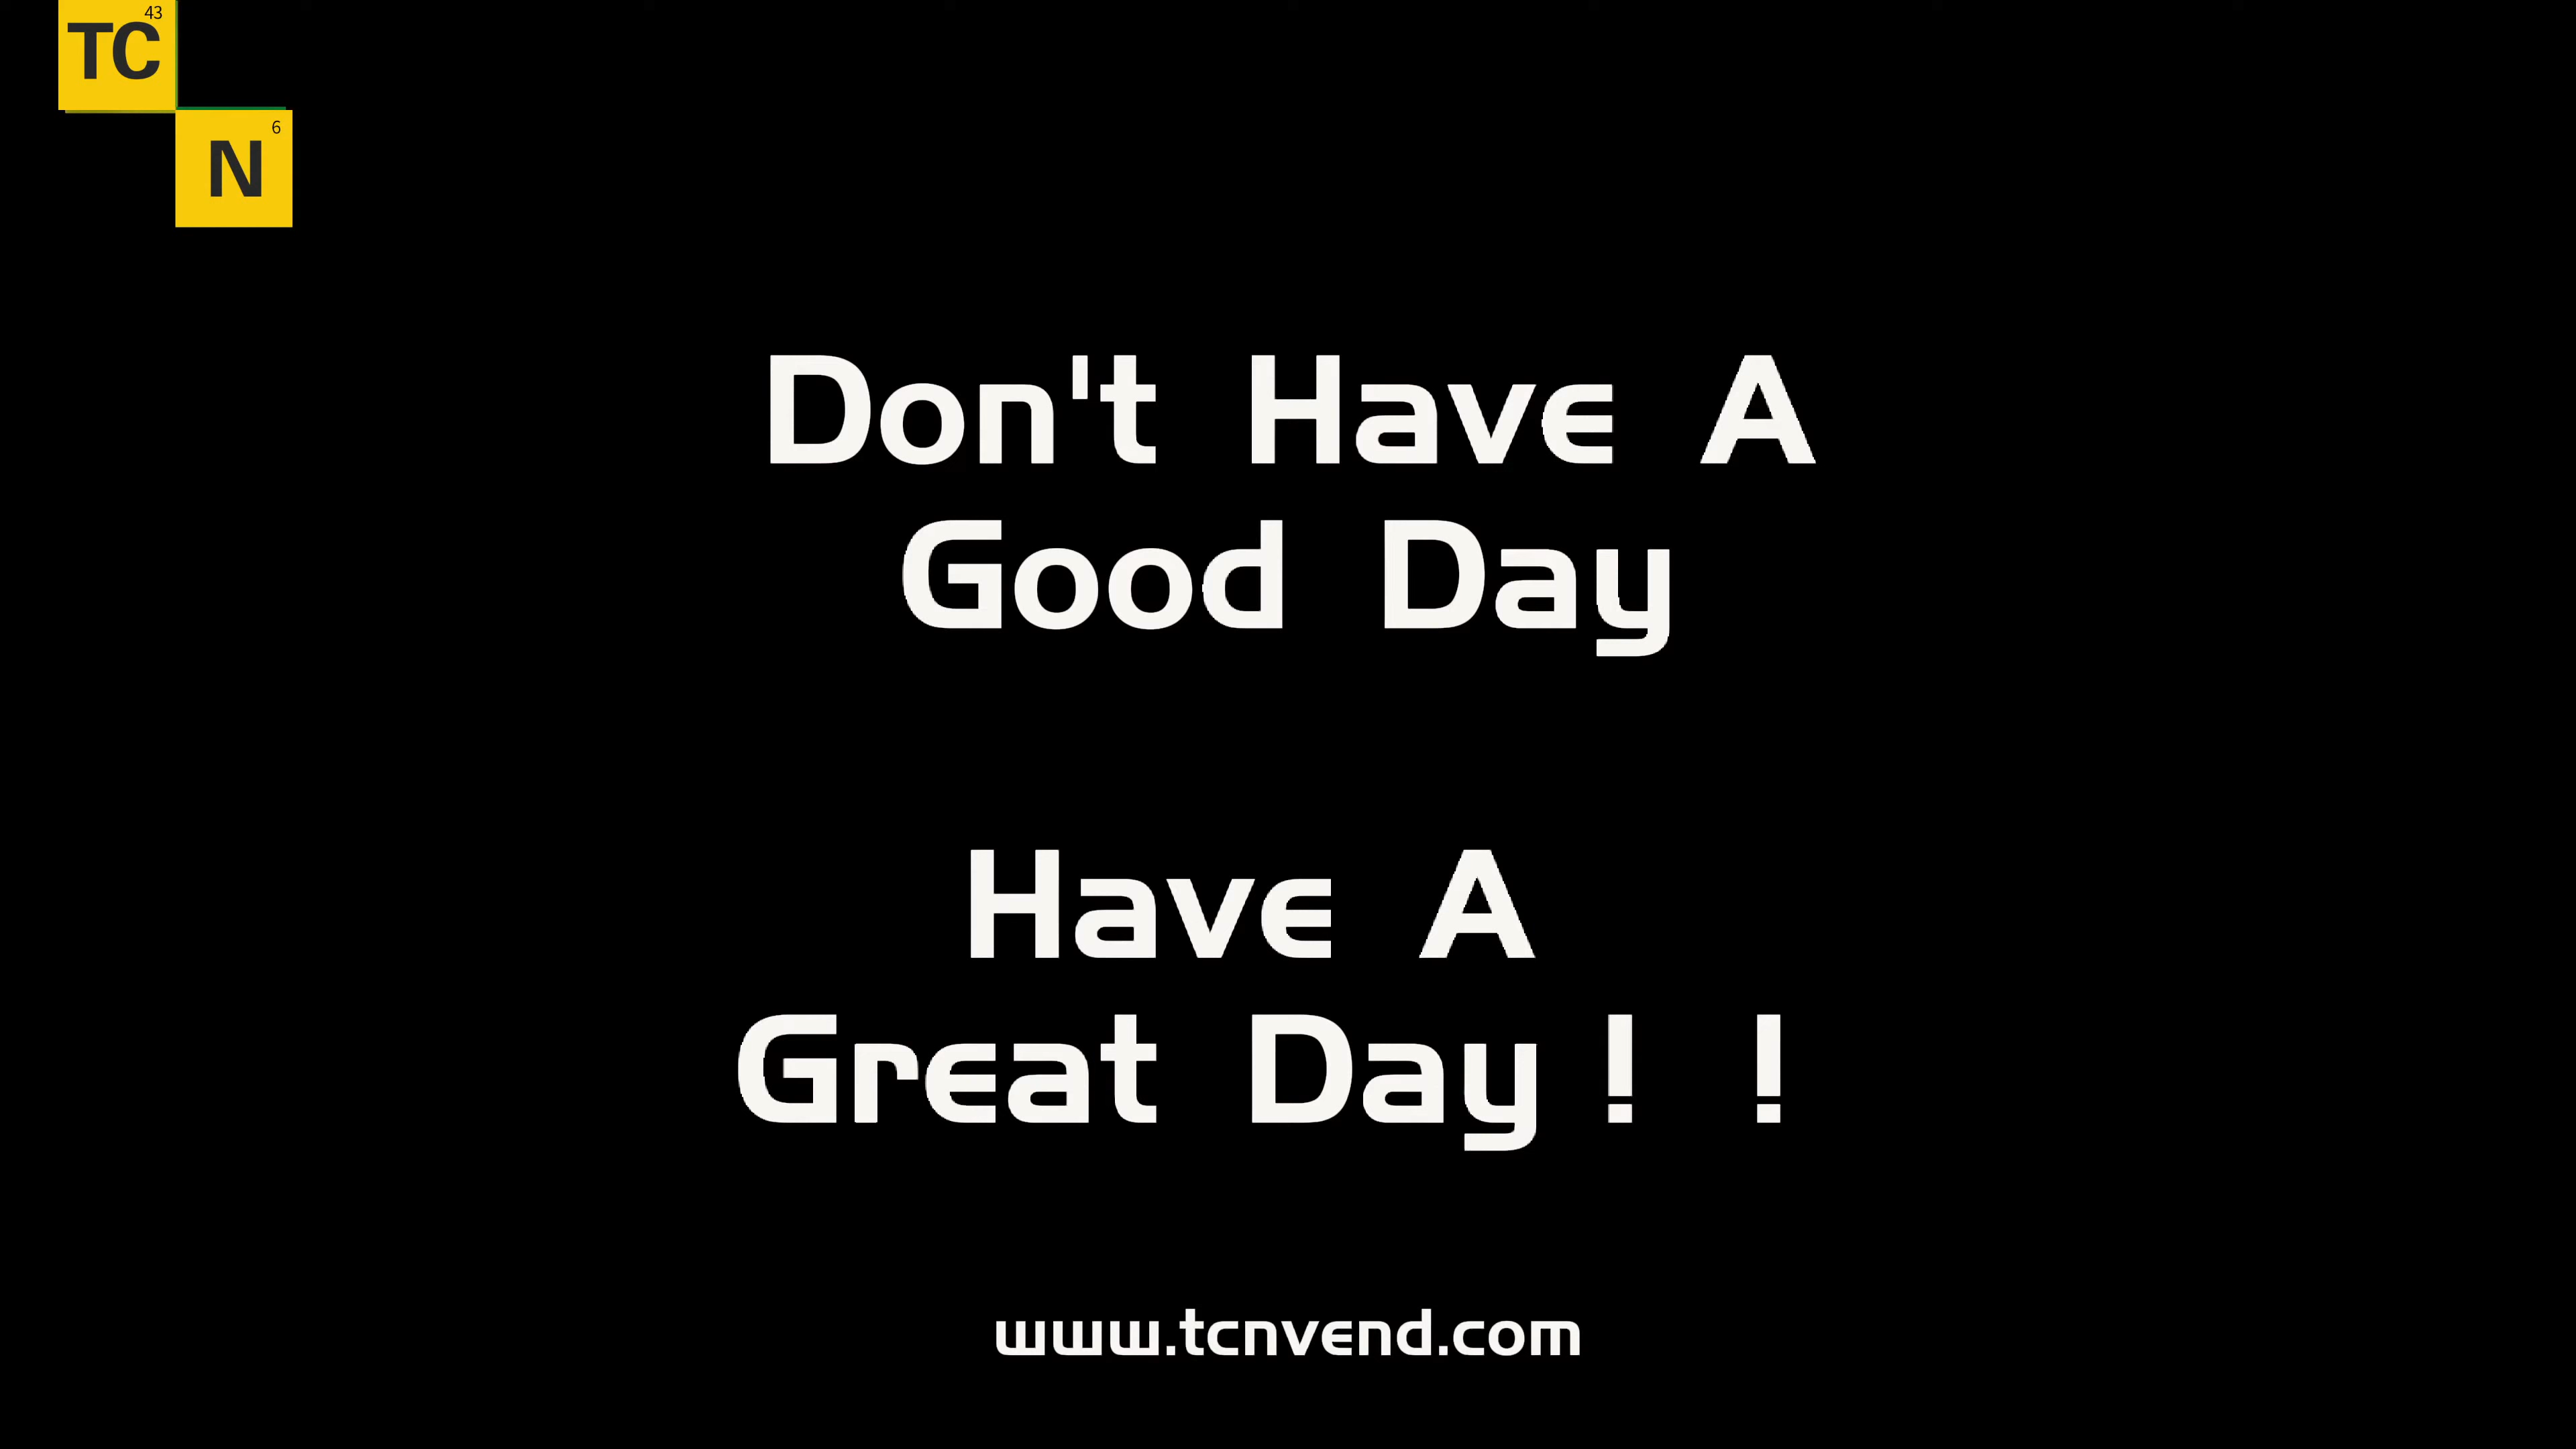 43
TC
6
N
Don't Have A
Good Day
Have A
Great Day! !
www.tcnvend.com